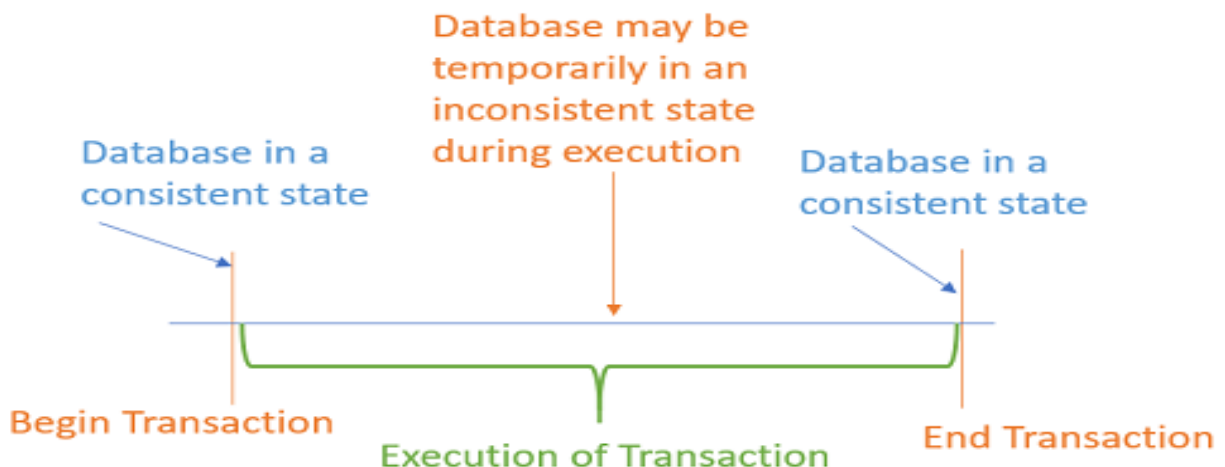 Database may be
temporarily in an
inconsistent state
during execution
Database in a
consistent state
Database in a
consistent state
Begin Transaction
Execution of Transaction
End Transaction